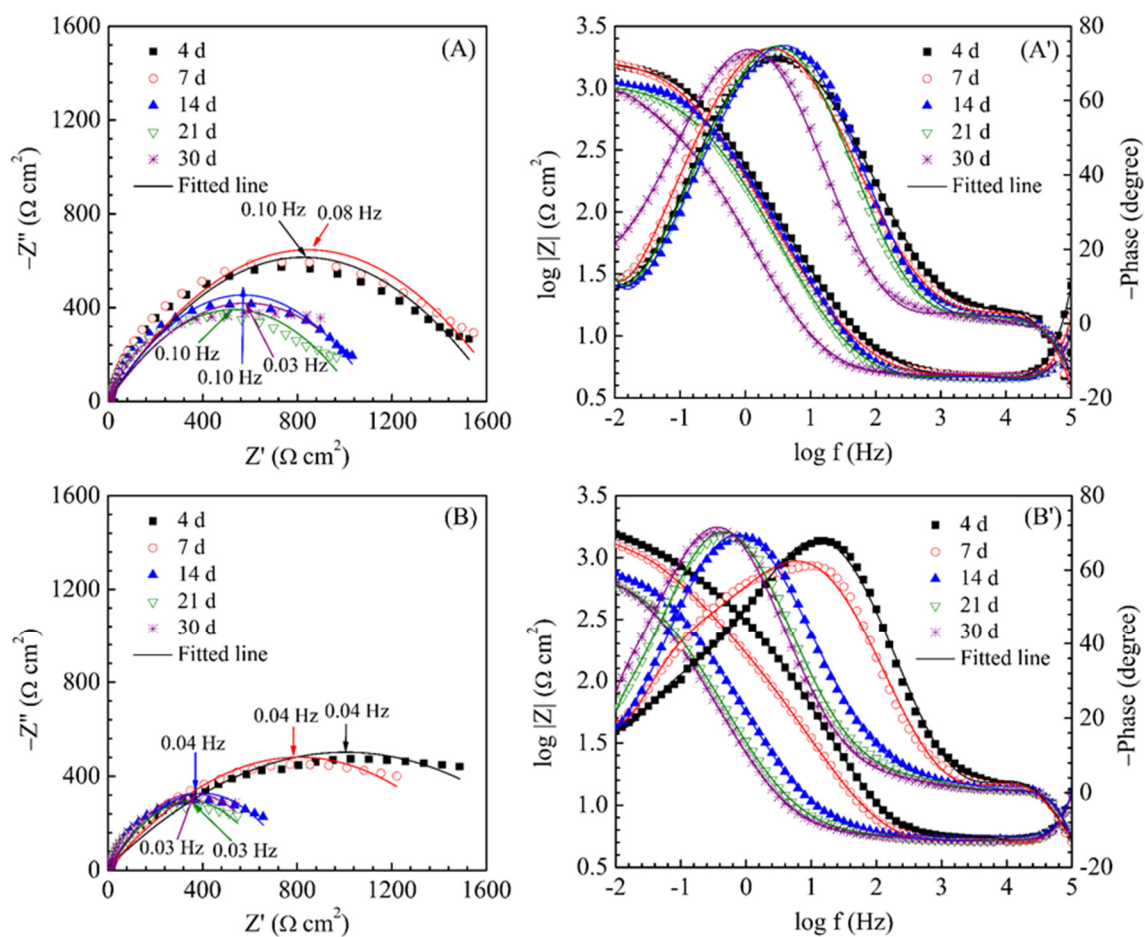 1600
1200
800
400
0
−Z'' (Ω cm²)
0
400
800
1200
1600
Z' (Ω cm²)
(A)
4 d
7 d
14 d
21 d
30 d
Fitted line
0.10 Hz
0.08 Hz
0.10 Hz
0.03 Hz
0.10 Hz
3.5
3.0
2.5
2.0
1.5
1.0
0.5
log |Z| (Ω cm²)
-2
-1
0
1
2
3
4
5
log f (Hz)
80
60
40
20
0
-20
−Phase (degree)
(A')
4 d
7 d
14 d
21 d
30 d
Fitted line
1600
1200
800
400
0
−Z'' (Ω cm²)
0
400
800
1200
1600
Z' (Ω cm²)
(B)
4 d
7 d
14 d
21 d
30 d
Fitted line
0.04 Hz
0.04 Hz
0.04 Hz
0.03 Hz
0.03 Hz
3.5
3.0
2.5
2.0
1.5
1.0
0.5
log |Z| (Ω cm²)
-2
-1
0
1
2
3
4
5
log f (Hz)
80
60
40
20
0
-20
−Phase (degree)
(B')
4 d
7 d
14 d
21 d
30 d
Fitted line